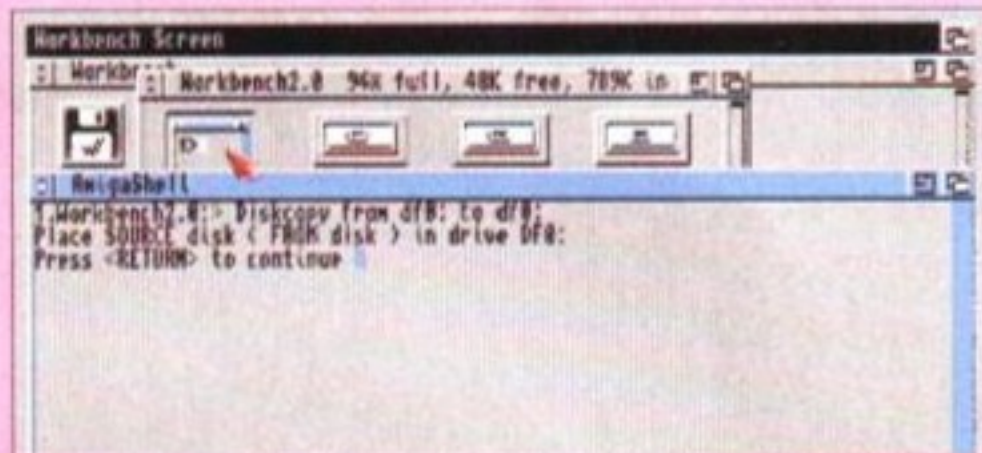 Workbench Screen
Workbench
Workbench2.0 94% full, 48K free, 789K in
AmigaShell
1.Workbench2.0:> Diskcopy from df0: to df0:
Place SOURCE disk ( FROM disk ) in drive DF0:
Press <RETURN> to continue